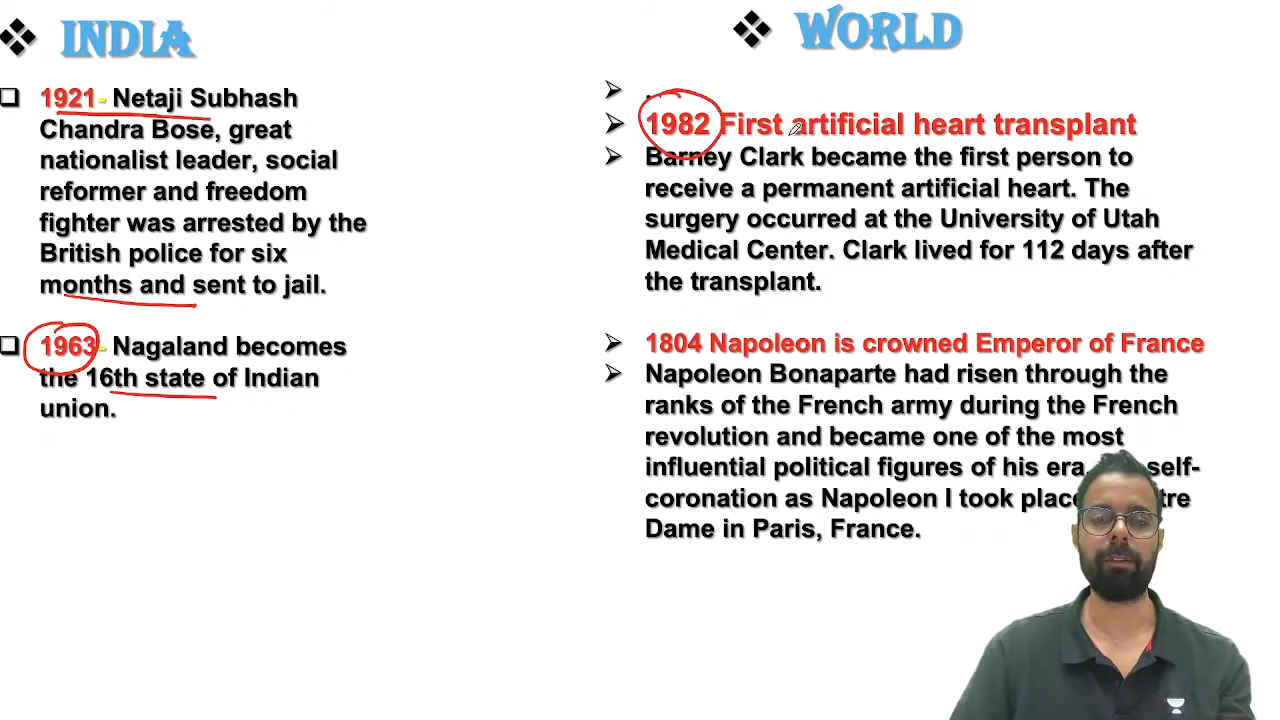 INDIA
1921- Netaji Subhash
Chandra Bose, great
nationalist leader, social
reformer and freedom
fighter was arrested by the
British police for six
months and sent to jail.
1963- Nagaland becomes
the 16th state of Indian
union.
WORLD
1982 First artificial heart transplant
Barney Clark became the first person to
receive a permanent artificial heart. The
surgery occurred at the University of Utah
Medical Center. Clark lived for 112 days after
the transplant.
1804 Napoleon is crowned Emperor of France
Napoleon Bonaparte had risen through the
ranks of the French army during the French
revolution and became one of the most
influential political figures of his era. self-
coronation as Napoleon I took place
Dame in Paris, France.